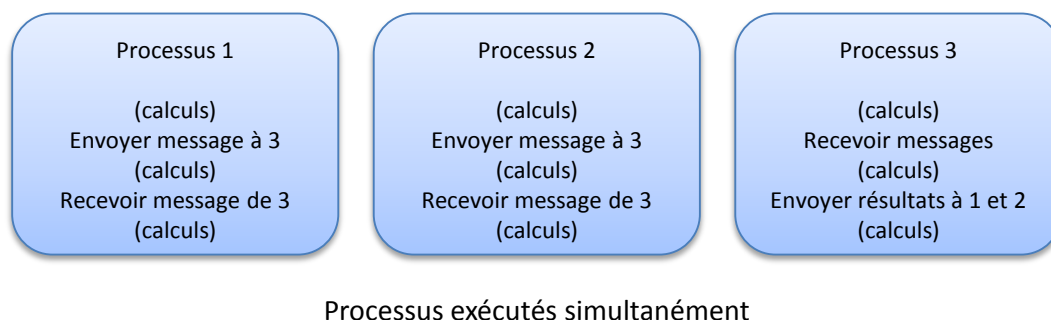 Processus 1
(calculs)
Envoyer message à 3
(calculs)
Recevoir message de 3
(calculs)
Processus 2
(calculs)
Envoyer message à 3
(calculs)
Recevoir message de 3
(calculs)
Processus 3
(calculs)
Recevoir messages
(calculs)
Envoyer résultats à 1 et 2
(calculs)
Processus exécutés simultanément